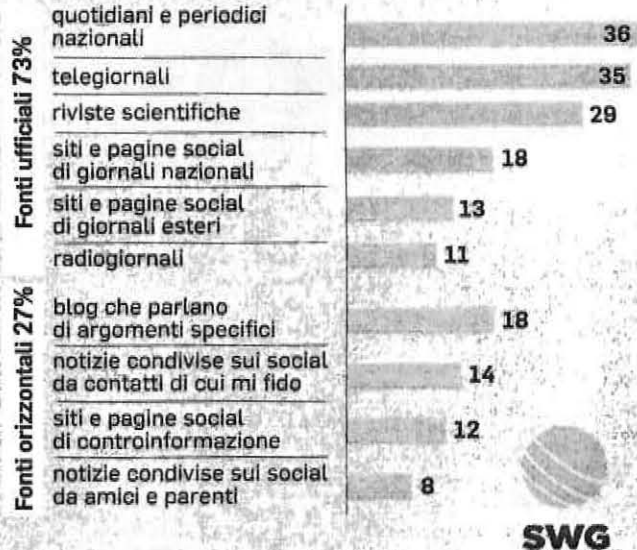 Fonti ufficiali 73%
quotidiani e periodici
nazionali
36
telegiornali
35
riviste scientifiche
29
siti e pagine social
di giornali nazionali
18
siti e pagine social
di giornali esteri
13
radiogiornali
11
Fonti orizzontali 27%
blog che parlano
di argomenti specifici
18
notizie condivise sui social
da contatti di cui mi fido
14
siti e pagine social
di controinformazione
12
notizie condivise sui social
da amici e parenti
8
SWG